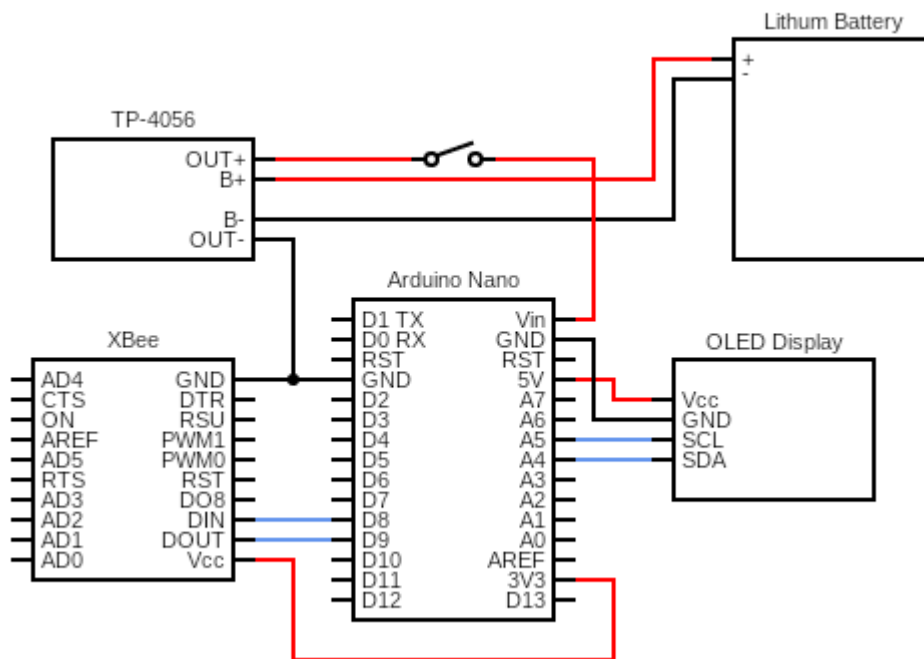 Lithum Battery
+
-
TP-4056
OUT+
B+
B-
OUT-
Arduino Nano
D1 TX
D0 RX
RST
GND
D2
D3
D4
D5
D6
D7
D8
D9
D10
D11
D12
Vin
GND
RST
5V
A7
A6
A5
A4
A3
A2
A1
A0
AREF
3V3
D13
XBee
AD4
CTS
ON
AREF
AD5
RTS
AD3
AD2
AD1
AD0
GND
DTR
RSU
PWM1
PWM0
RST
DO8
DIN
DOUT
Vcc
OLED Display
Vcc
GND
SCL
SDA